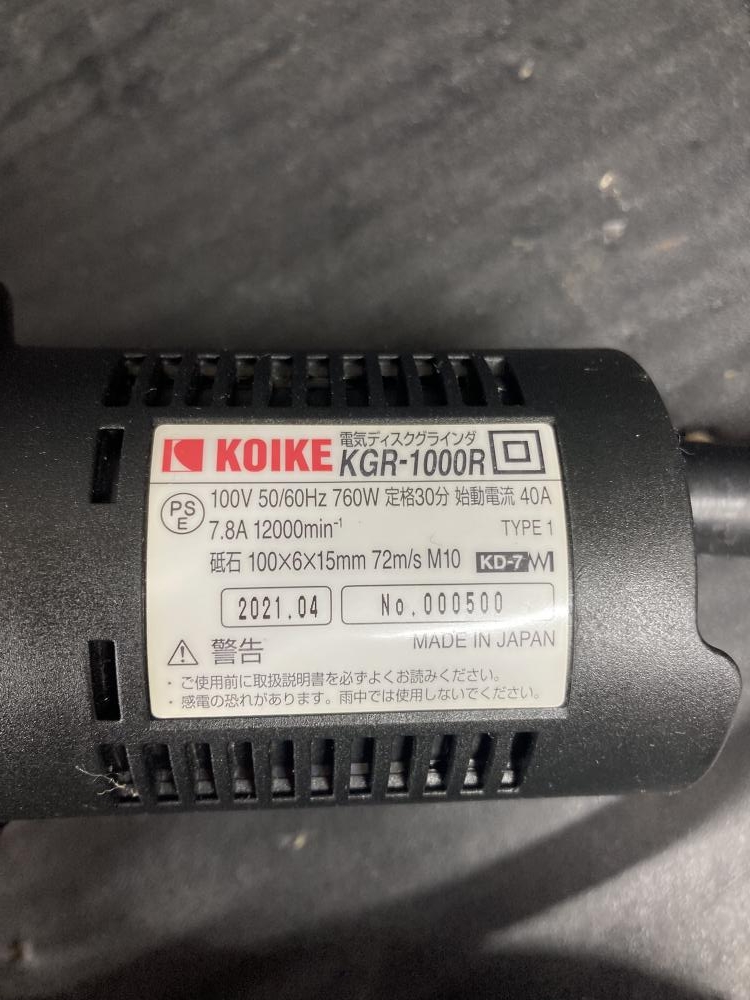 KOIKE 電気ディスクグラインダ
KGR-1000R
PS E 100V 50/60Hz 760W 定格30分 始動電流 40A
7.8A 12000min⁻¹ TYPE 1
砥石 100×6×15mm 72m/s M10 KD-7
2021.04 No.000500
MADE IN JAPAN
警告
・ご使用前に取扱説明書を必ずよくお読みください。
・感電の恐れがあります。雨中では使用しないでください。